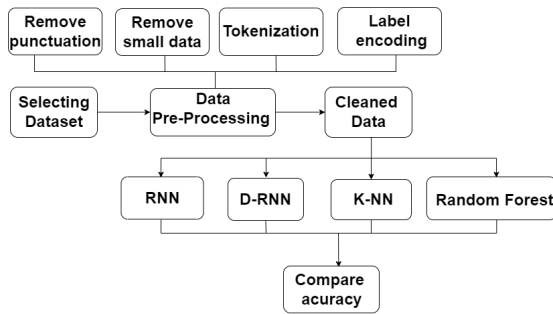 Remove
punctuation
Remove
small data
Tokenization
Label
encoding
Selecting
Dataset
Data
Pre-Processing
Cleaned
Data
RNN
D-RNN
K-NN
Random Forest
Compare
acuracy